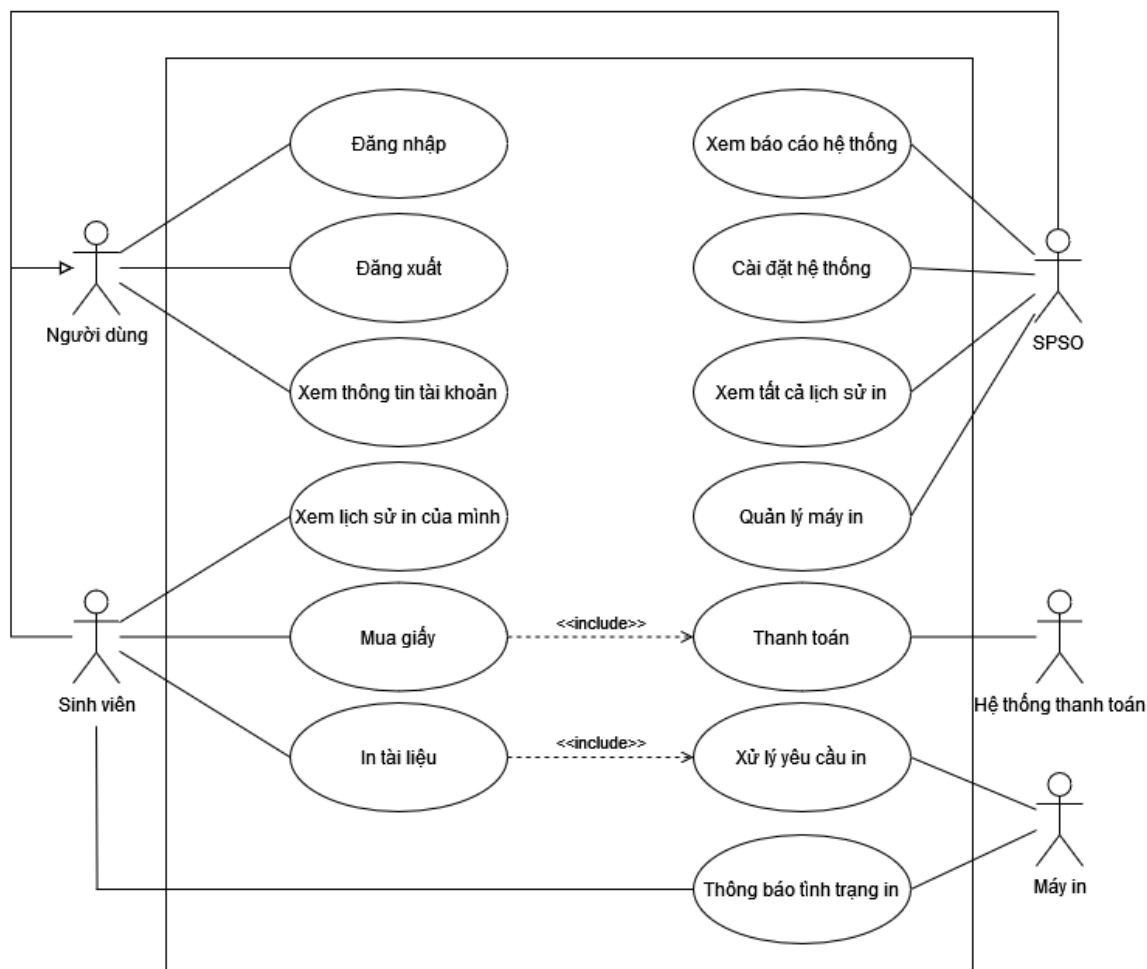 Đăng nhập
Xem báo cáo hệ thống
Đăng xuất
Cài đặt hệ thống
Người dùng
SPSO
Xem thông tin tài khoản
Xem tất cả lịch sử in
Xem lịch sử in của mình
Quản lý máy in
Mua giấy
<<include>>
Thanh toán
Sinh viên
Hệ thống thanh toán
In tài liệu
<<include>>
Xử lý yêu cầu in
Thông báo tình trạng in
Máy in